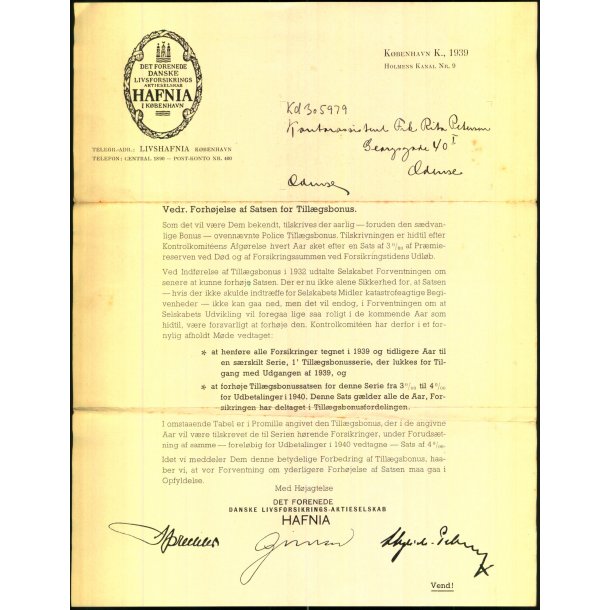 DET FORENEDE
DANSKE
LIVSFORSIKRINGS
AKTIESELSKAB
HAFNIA
I KØBENHAVN
KØBENHAVN K., 1939
HOLMENS KANAL NR. 9
Kd 305979
Kontorassistent Frk Rita Petersen
40 I
Odense
Odense
TELEGR.-ADR.: LIVSHAFNIA KØBENHAVN
TELEFON: CENTRAL 1890 — POST-KONTO NR. 400
Vedr. Forhøjelse af Satsen for Tillægsbonus.
Som det vil være Dem bekendt, tilskrives der aarlig — foruden den sædvan-
lige Bonus — ovennævnte Police Tillægsbonus. Tilskrivningen er hidtil efter
Kontrolkomitéens Afgørelse hvert Aar sket efter en Sats af 3 ⁰/₀₀ af Præmie-
reserven ved Død og af Forsikringssummen ved Forsikringstidens Udløb.
Ved Indførelse af Tillægsbonus i 1932 udtalte Selskabet Forventningen om
senere at kunne forhøje Satsen. Der er nu ikke alene Sikkerhed for, at Satsen
— hvis der ikke skulde indtræffe for Selskabets Midler katastrofeagtige Begi-
venheder — ikke kan gaa ned, men det vil endog, i Forventningen om at
Selskabets Udvikling vil foregaa lige saa roligt i de kommende Aar som
hidtil, være forsvarligt at forhøje den. Kontrolkomitéen har derfor i et for-
nylig afholdt Møde vedtaget:
* at henføre alle Forsikringer tegnet i 1939 og tidligere Aar til
en særskilt Serie, 1' Tillægsbonusserie, der lukkes for Til-
gang med Udgangen af 1939, og
* at forhøje Tillægsbonussatsen for denne Serie fra 3 ⁰/₀₀ til 4 ⁰/₀₀
for Udbetalinger i 1940. Denne Sats gælder alle de Aar, For-
sikringen har deltaget i Tillægsbonusfordelingen.
I omstaaende Tabel er i Promille angivet den Tillægsbonus, der i de angivne
Aar vil være tilskrevet de til Serien hørende Forsikringer, under Forudsæt-
ning af samme — foreløbig for Udbetalinger i 1940 vedtagne — Sats af 4 ⁰/₀₀.
Idet vi meddeler Dem denne betydelige Forbedring af Tillægsbonus, haa-
ber vi, at vor Forventning om yderligere Forhøjelse af Satsen maa gaa i
Opfyldelse.
Med Højagtelse
DET FORENEDE
DANSKE LIVSFORSIKRINGS-AKTIESELSKAB
HAFNIA
Vend!